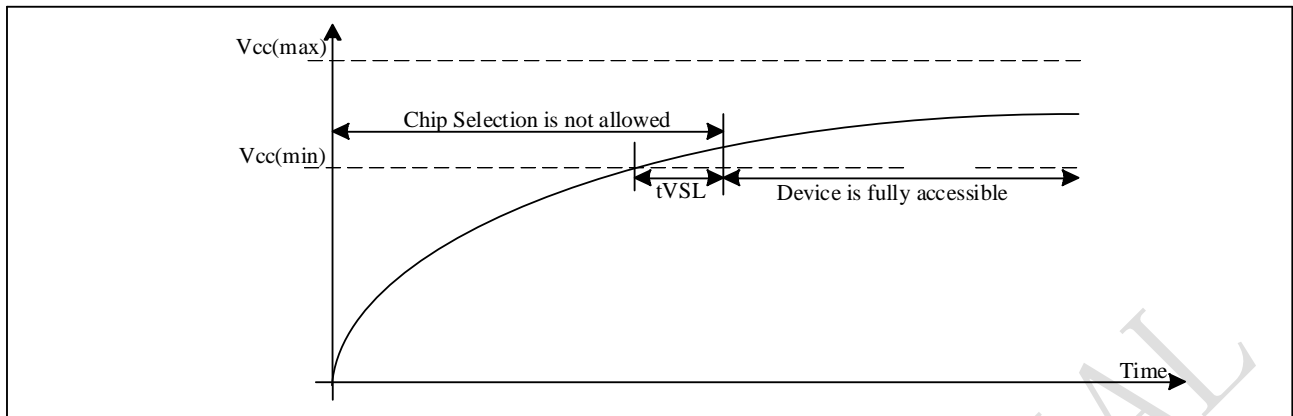 Vcc(max)
Chip Selection is not allowed
Vcc(min)
tVSL
Device is fully accessible
Time